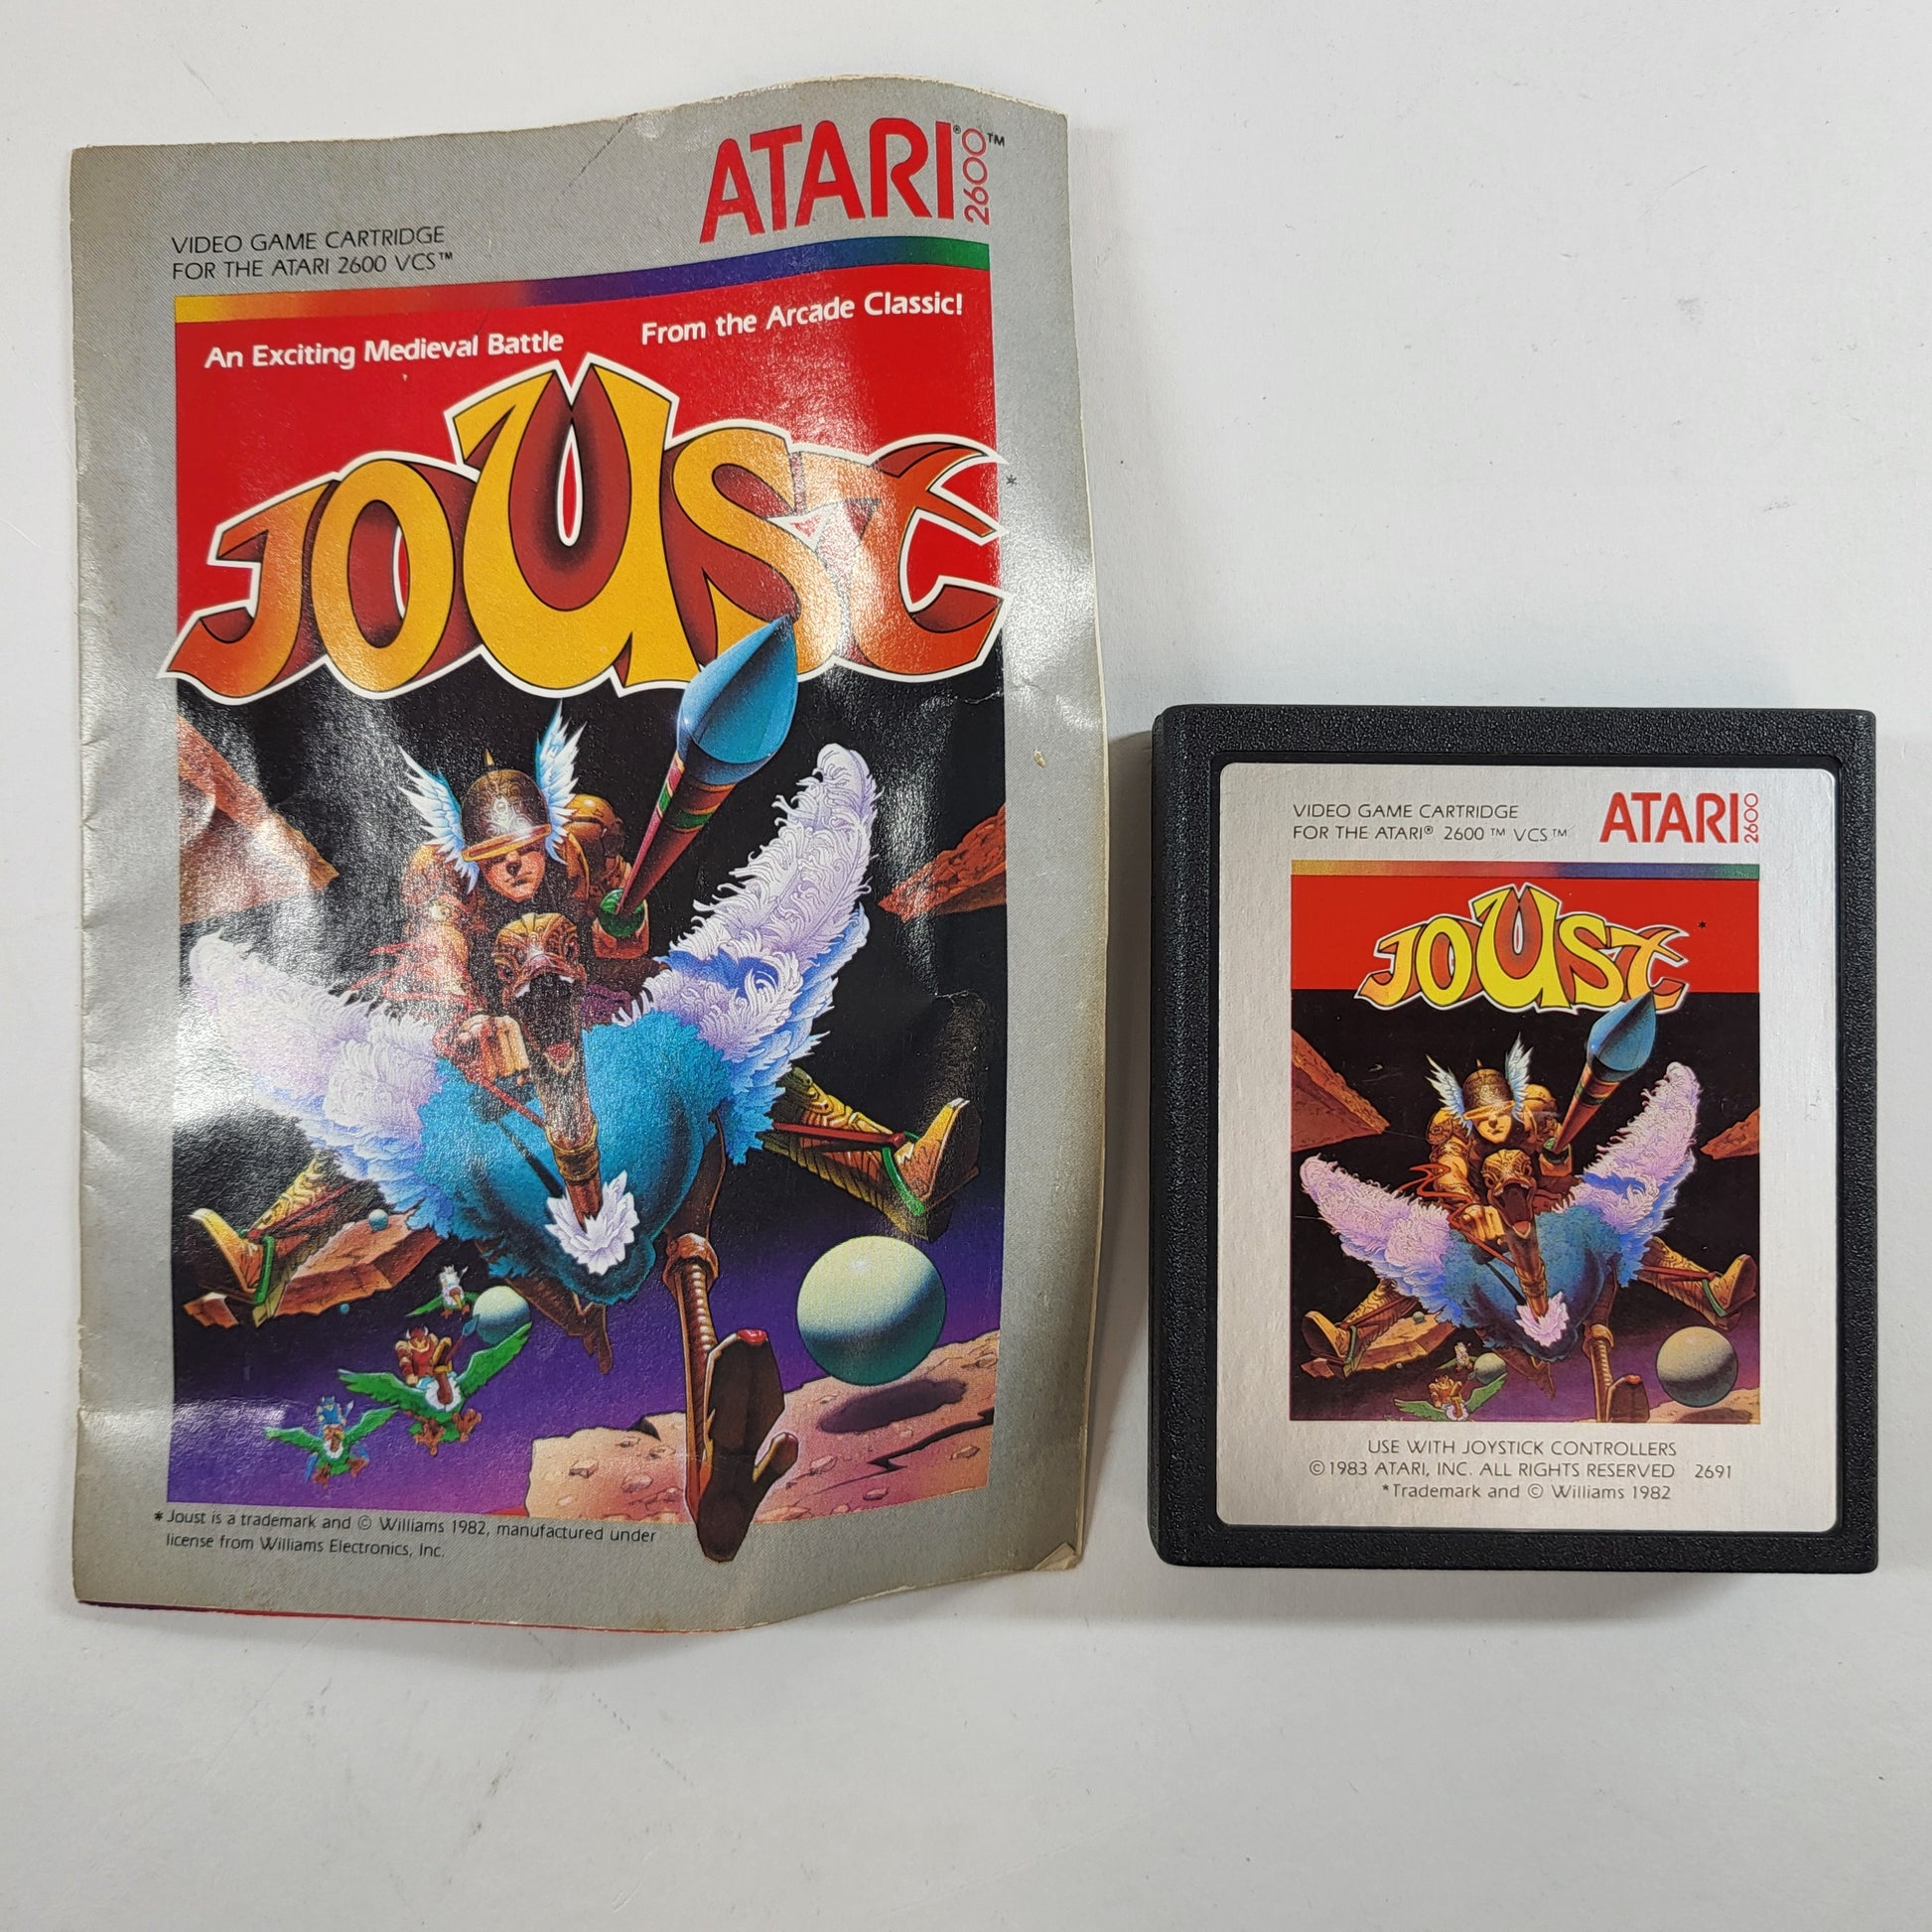 ATARI® 2600™
VIDEO GAME CARTRIDGE
FOR THE ATARI 2600 VCS™
An Exciting Medieval Battle From the Arcade Classic!
JOUST*
* Joust is a trademark and © Williams 1982, manufactured under
license from Williams Electronics, Inc.
VIDEO GAME CARTRIDGE
FOR THE ATARI® 2600™ VCS™
ATARI 2600
JOUST*
USE WITH JOYSTICK CONTROLLERS
© 1983 ATARI, INC. ALL RIGHTS RESERVED 2691
*Trademark and © Williams 1982